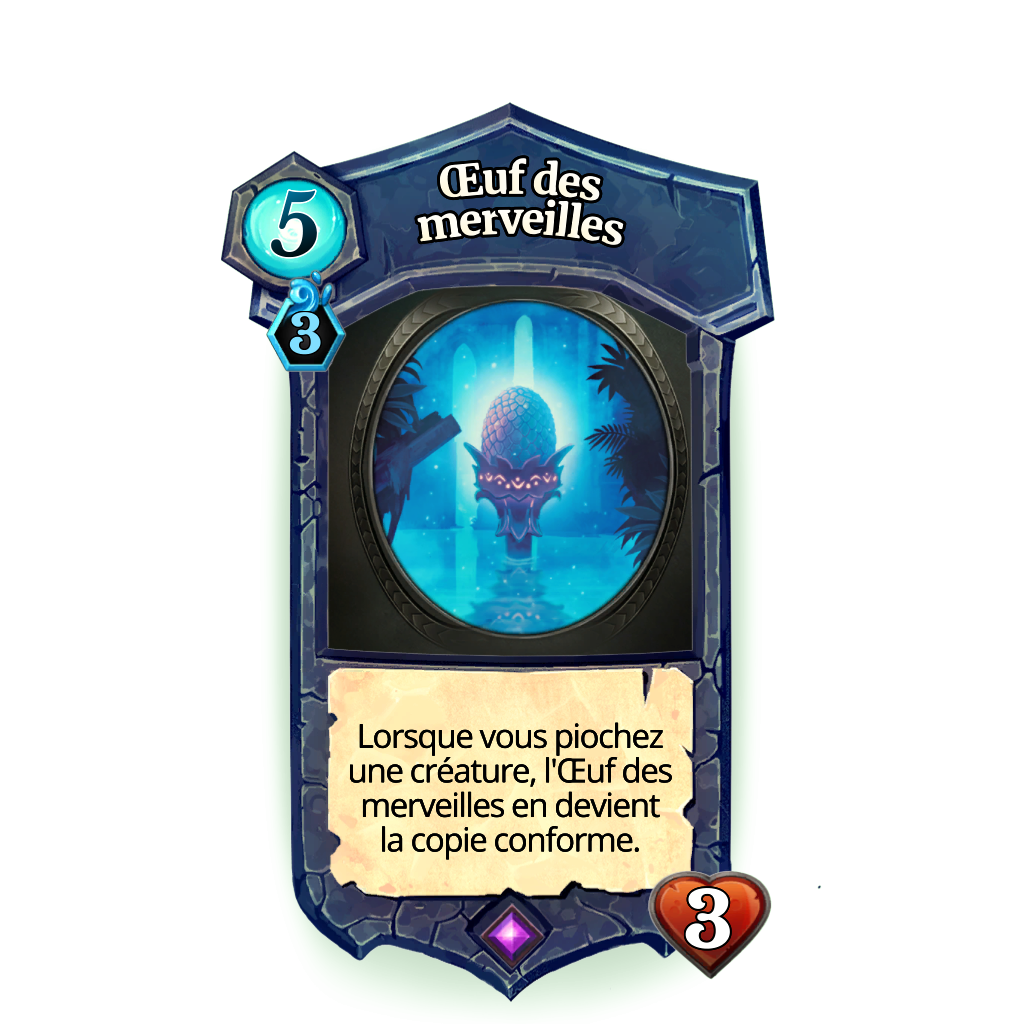 5
Œuf des
merveilles
3
Lorsque vous piochez
une créature, l'Œuf des
merveilles en devient
la copie conforme.
3